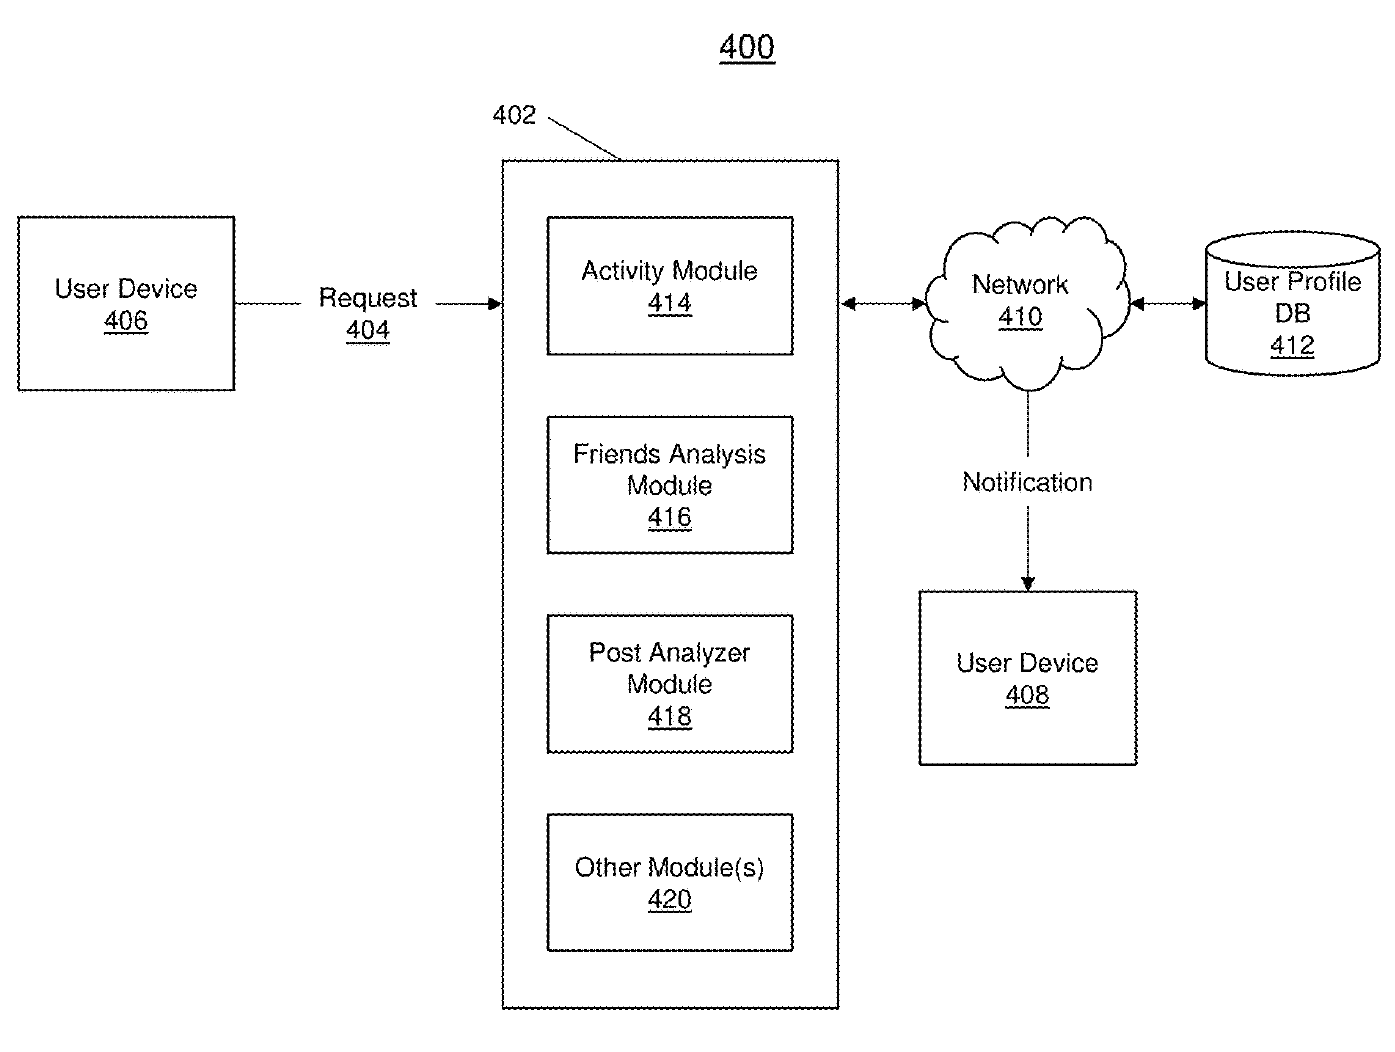 400
402
User Device
406
Request
404
Activity Module
414
Friends Analysis
Module
416
Post Analyzer
Module
418
Other Module(s)
420
Network
410
User Profile
DB
412
Notification
User Device
408